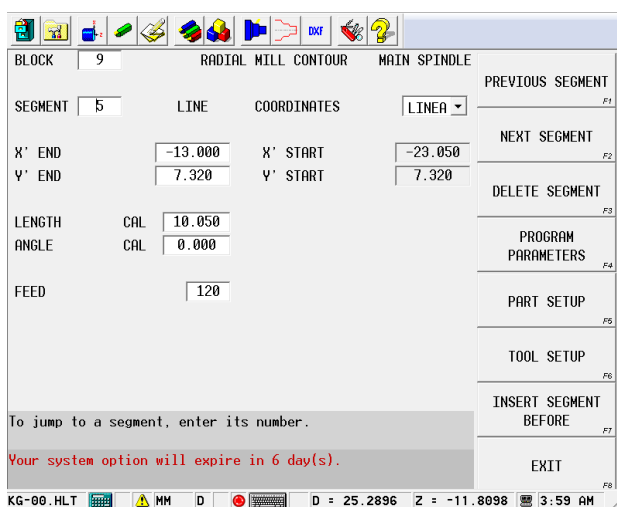 DXF
BLOCK 9 RADIAL MILL CONTOUR MAIN SPINDLE
PREVIOUS SEGMENT
F1
SEGMENT 5 LINE COORDINATES LINEA
NEXT SEGMENT
F2
X' END -13.000 X' START -23.050
Y' END 7.320 Y' START 7.320
DELETE SEGMENT
F3
LENGTH CAL 10.050
ANGLE CAL 0.000
PROGRAM
PARAMETERS
F4
FEED 120
PART SETUP
F5
TOOL SETUP
F6
INSERT SEGMENT
BEFORE
F7
To jump to a segment, enter its number.
Your system option will expire in 6 day(s).
EXIT
F8
KG-00.HLT MM D D = 25.2896 Z = -11.8098 3:59 AM